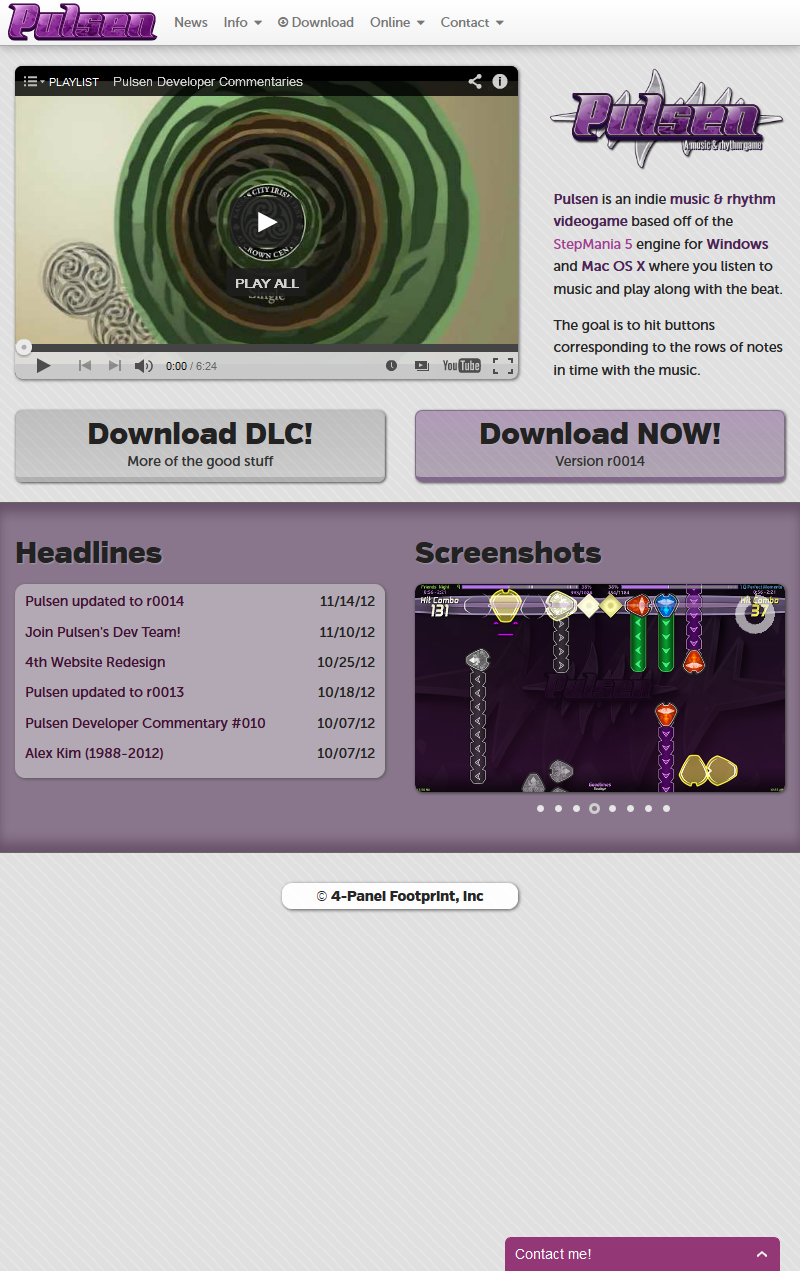 Pulsen
News Info Download Online Contact
PLAYLIST Pulsen Developer Commentaries
CITY IRISH
CROWN CEN
PLAY ALL
0:00 / 6:24
YouTube
Pulsen
A music & rhythm game
Pulsen is an indie music & rhythm
videogame based off of the
StepMania 5 engine for Windows
and Mac OS X where you listen to
music and play along with the beat.
The goal is to hit buttons
corresponding to the rows of notes
in time with the music.
Download DLC!
More of the good stuff
Download NOW!
Version r0014
Headlines
Pulsen updated to r0014 11/14/12
Join Pulsen's Dev Team! 11/10/12
4th Website Redesign 10/25/12
Pulsen updated to r0013 10/18/12
Pulsen Developer Commentary #010 10/07/12
Alex Kim (1988-2012) 10/07/12
Screenshots
Hit Combo
131
37
Pulsen
© 4-Panel Footprint, Inc
Contact me!